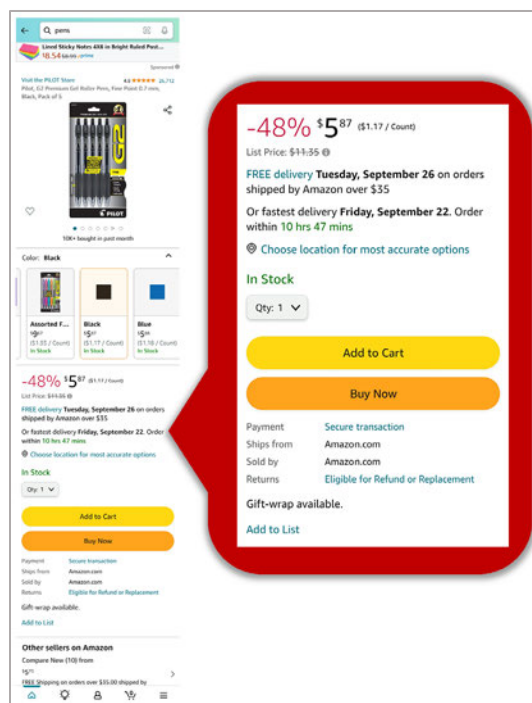 pens
Lined Sticky Notes 4X6 in Bright Ruled Post...
$8.54 $8.99 prime
Sponsored
Visit the PILOT Store
Pilot, G2 Premium Gel Roller Pens, Fine Point 0.7 mm,
Black, Pack of 5
G2
PILOT
10K+ bought in past month
Color: Black
Assorted F...
Black
Blue
($1.17 / Count)
In Stock
In Stock
In Stock
-48% $5 87 ($1.17 / Count)
List Price: $11.35
FREE delivery Tuesday, September 26 on orders
shipped by Amazon over $35
Or fastest delivery Friday, September 22. Order
within 10 hrs 47 mins
Choose location for most accurate options
In Stock
Qty: 1
Add to Cart
Buy Now
Payment Secure transaction
Ships from Amazon.com
Sold by Amazon.com
Returns Eligible for Refund or Replacement
Gift-wrap available.
Add to List
Other sellers on Amazon
Compare New (10) from
FREE Shipping on orders over $35.00 shipped by
-48% $5 87 ($1.17 / Count)
List Price: $11.35
FREE delivery Tuesday, September 26 on orders
shipped by Amazon over $35
Or fastest delivery Friday, September 22. Order
within 10 hrs 47 mins
Choose location for most accurate options
In Stock
Qty: 1
Add to Cart
Buy Now
Payment Secure transaction
Ships from Amazon.com
Sold by Amazon.com
Returns Eligible for Refund or Replacement
Gift-wrap available.
Add to List